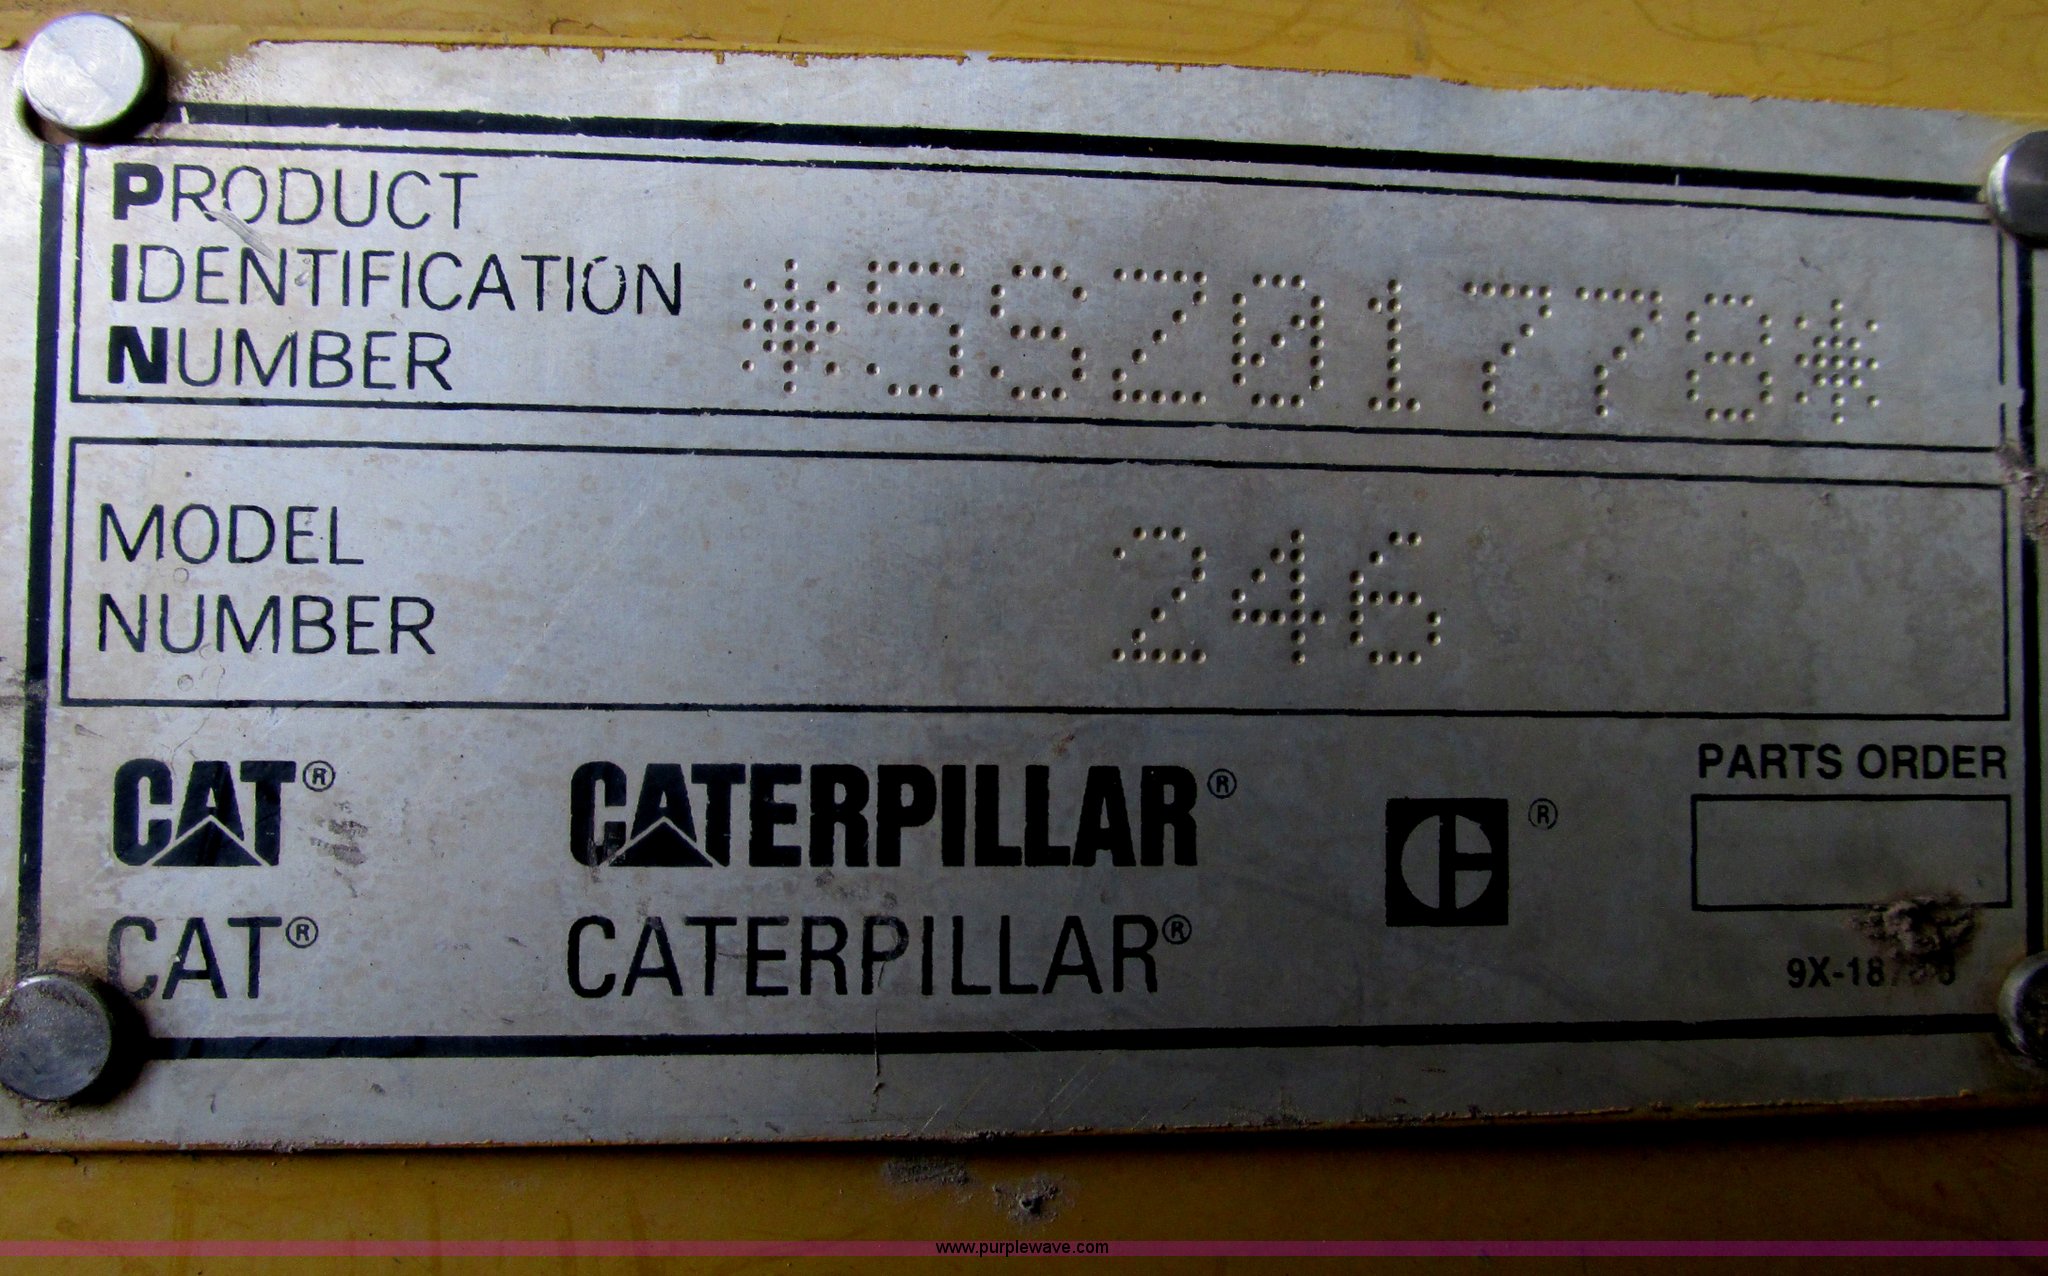 PRODUCT
IDENTIFICATION
NUMBER
*5SZ01778*
MODEL
NUMBER
246
CAT® CATERPILLAR® ®
CAT® CATERPILLAR®
PARTS ORDER
www.purplewave.com